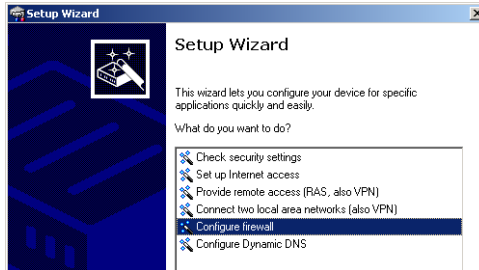 Setup Wizard
Setup Wizard
This wizard lets you configure your device for specific
applications quickly and easily.
What do you want to do?
Check security settings
Set up Internet access
Provide remote access (RAS, also VPN)
Connect two local area networks (also VPN)
Configure firewall
Configure Dynamic DNS